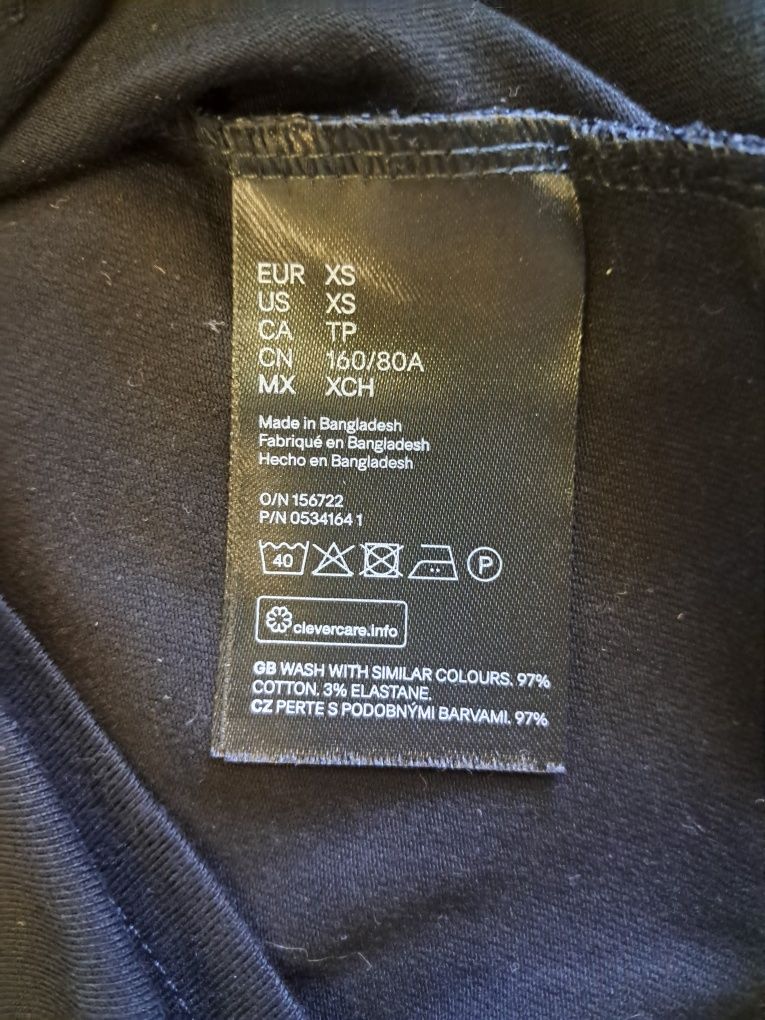 EUR XS
US XS
CA TP
CN 160/80A
MX XCH
Made in Bangladesh
Fabriqué en Bangladesh
Hecho en Bangladesh
O/N 156722
P/N 0534164 1
40 P
clevercare.info
GB WASH WITH SIMILAR COLOURS. 97%
COTTON. 3% ELASTANE.
CZ PERTE S PODOBNÝMI BARVAMI. 97%